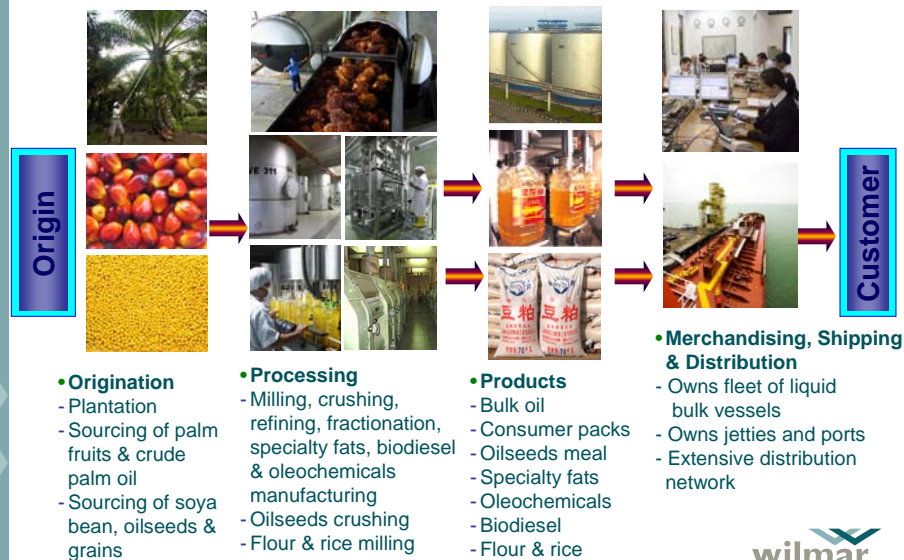 Origin
VE 311
豆粕
豆粕
Customer
•Origination
- Plantation
- Sourcing of palm
fruits & crude
palm oil
- Sourcing of soya
bean, oilseeds &
grains
•Processing
- Milling, crushing,
refining, fractionation,
specialty fats, biodiesel
& oleochemicals
manufacturing
- Oilseeds crushing
- Flour & rice milling
•Products
- Bulk oil
- Consumer packs
- Oilseeds meal
- Specialty fats
- Oleochemicals
- Biodiesel
- Flour & rice
•Merchandising, Shipping
& Distribution
- Owns fleet of liquid
bulk vessels
- Owns jetties and ports
- Extensive distribution
network
wilmar